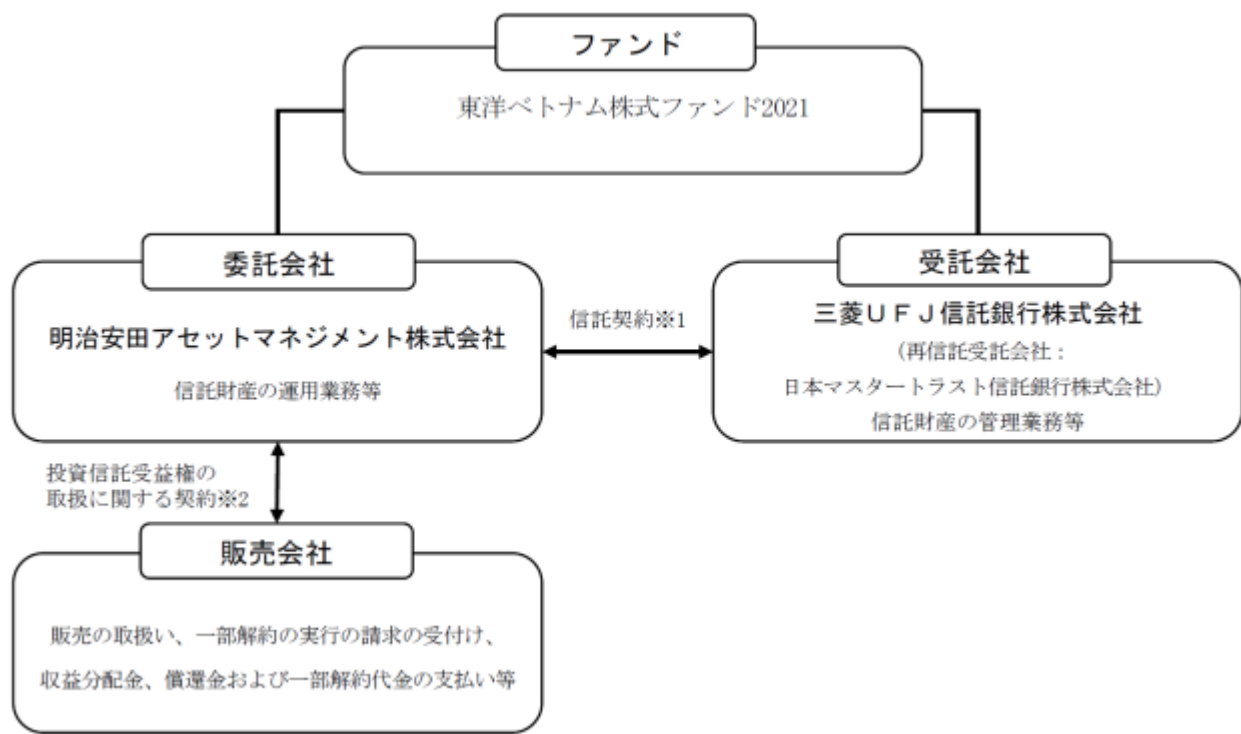 ファンド
東洋ベトナム株式ファンド2021
委託会社
明治安田アセットマネジメント株式会社
信託財産の運用業務等
信託契約※1
受託会社
三菱UFJ信託銀行株式会社
(再信託受託会社:
日本マスタートラスト信託銀行株式会社)
信託財産の管理業務等
投資信託受益権の
取扱に関する契約※2
販売会社
販売の取扱い、一部解約の実行の請求の受付け、
収益分配金、償還金および一部解約代金の支払い等